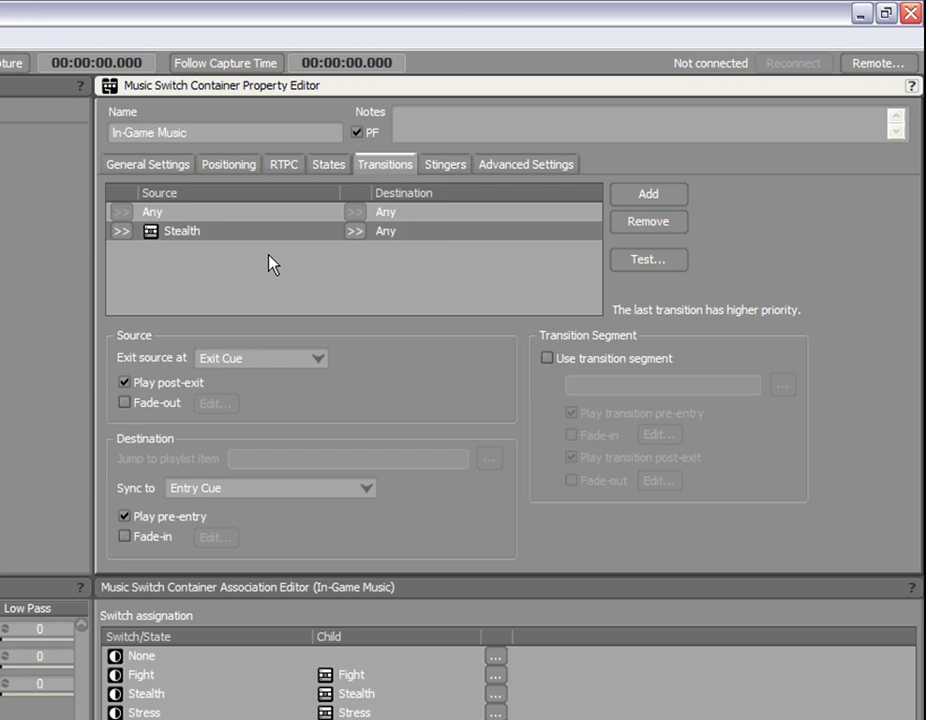 pture 00:00:00.000 Follow Capture Time 00:00:00.000 Not connected Reconnect Remote...
? Music Switch Container Property Editor ?
Name Notes
In-Game Music PF
General Settings Positioning RTPC States Transitions Stingers Advanced Settings
Source Destination Add
>> Any >> Any
Remove
>> Stealth >> Any
Test...
The last transition has higher priority.
Source Transition Segment
Exit source at Exit Cue Use transition segment
Play post-exit ...
Fade-out Edit... Play transition pre-entry
Fade-in Edit...
Destination
Jump to playlist item ... Play transition post-exit
Sync to Entry Cue Fade-out Edit...
Play pre-entry
Fade-in Edit...
? Music Switch Container Association Editor (In-Game Music) ?
Low Pass Switch assignation
0 Switch/State Child
0 None ...
Fight Fight ...
0 Stealth Stealth ...
Stress Stress ...